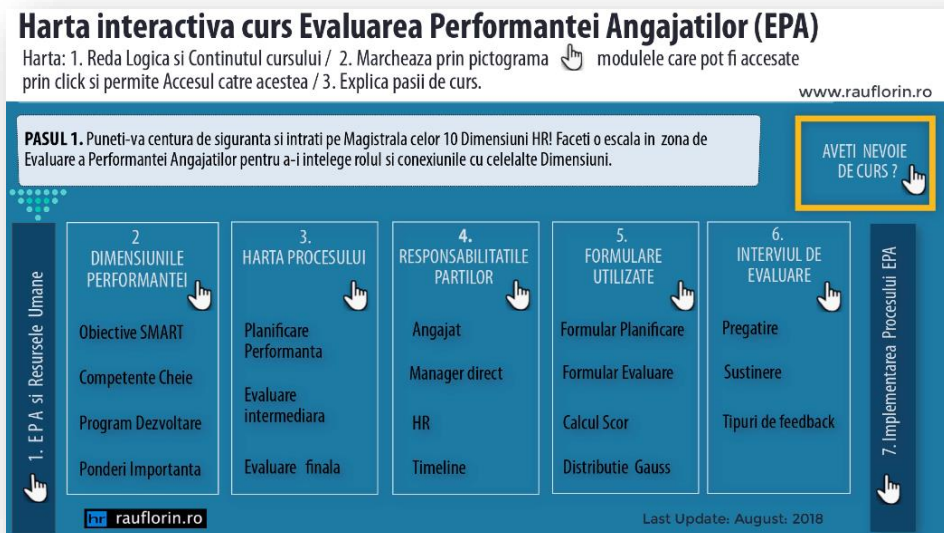 Harta interactiva curs Evaluarea Performantei Angajatilor (EPA)
Harta: 1. Reda Logica si Continutul cursului / 2. Marcheaza prin pictograma modulele care pot fi accesate
prin click si permite Accesul catre acestea / 3. Explica pasii de curs.
www.rauflorin.ro
PASUL 1. Puneti-va centura de siguranta si intrati pe Magistrala celor 10 Dimensiuni HR! Faceti o escala in zona de
Evaluare a Performantei Angajatilor pentru a-i intelege rolul si conexiunile cu celelalte Dimensiuni.
AVETI NEVOIE
DE CURS ?
1. E P A si Resursele Umane
2
DIMENSIUNILE
PERFORMANTEI
Obiective SMART
Competente Cheie
Program Dezvoltare
Ponderi Importanta
3.
HARTA PROCESULUI
Planificare
Performanta
Evaluare
intermediara
Evaluare finala
4.
RESPONSABILITATILE
PARTILOR
Angajat
Manager direct
HR
Timeline
5.
FORMULARE
UTILIZATE
Formular Planificare
Formular Evaluare
Calcul Scor
Distributie Gauss
6.
INTERVIUL DE
EVALUARE
Pregatire
Sustinere
Tipuri de feedback
7. Implementarea Procesului EPA
hr rauflorin.ro
Last Update: August: 2018